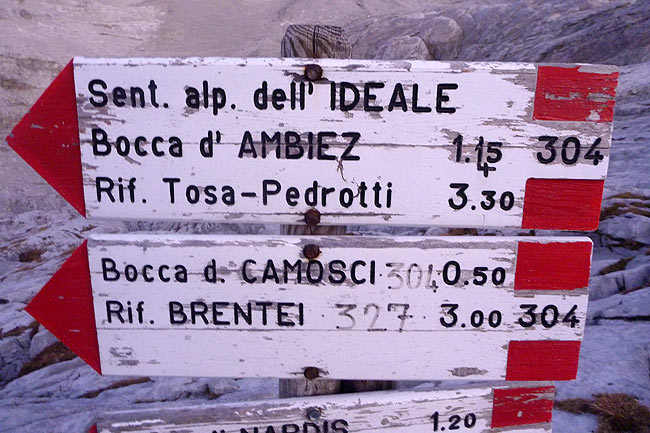 Sent. alp. dell' IDEALE
Bocca d' AMBIEZ 1.15 304
Rif. Tosa-Pedrotti 3.30
Bocca d. CAMOSCI 304 0.50
Rif. BRENTEI 327 3.00 304
NARDIS 1.20